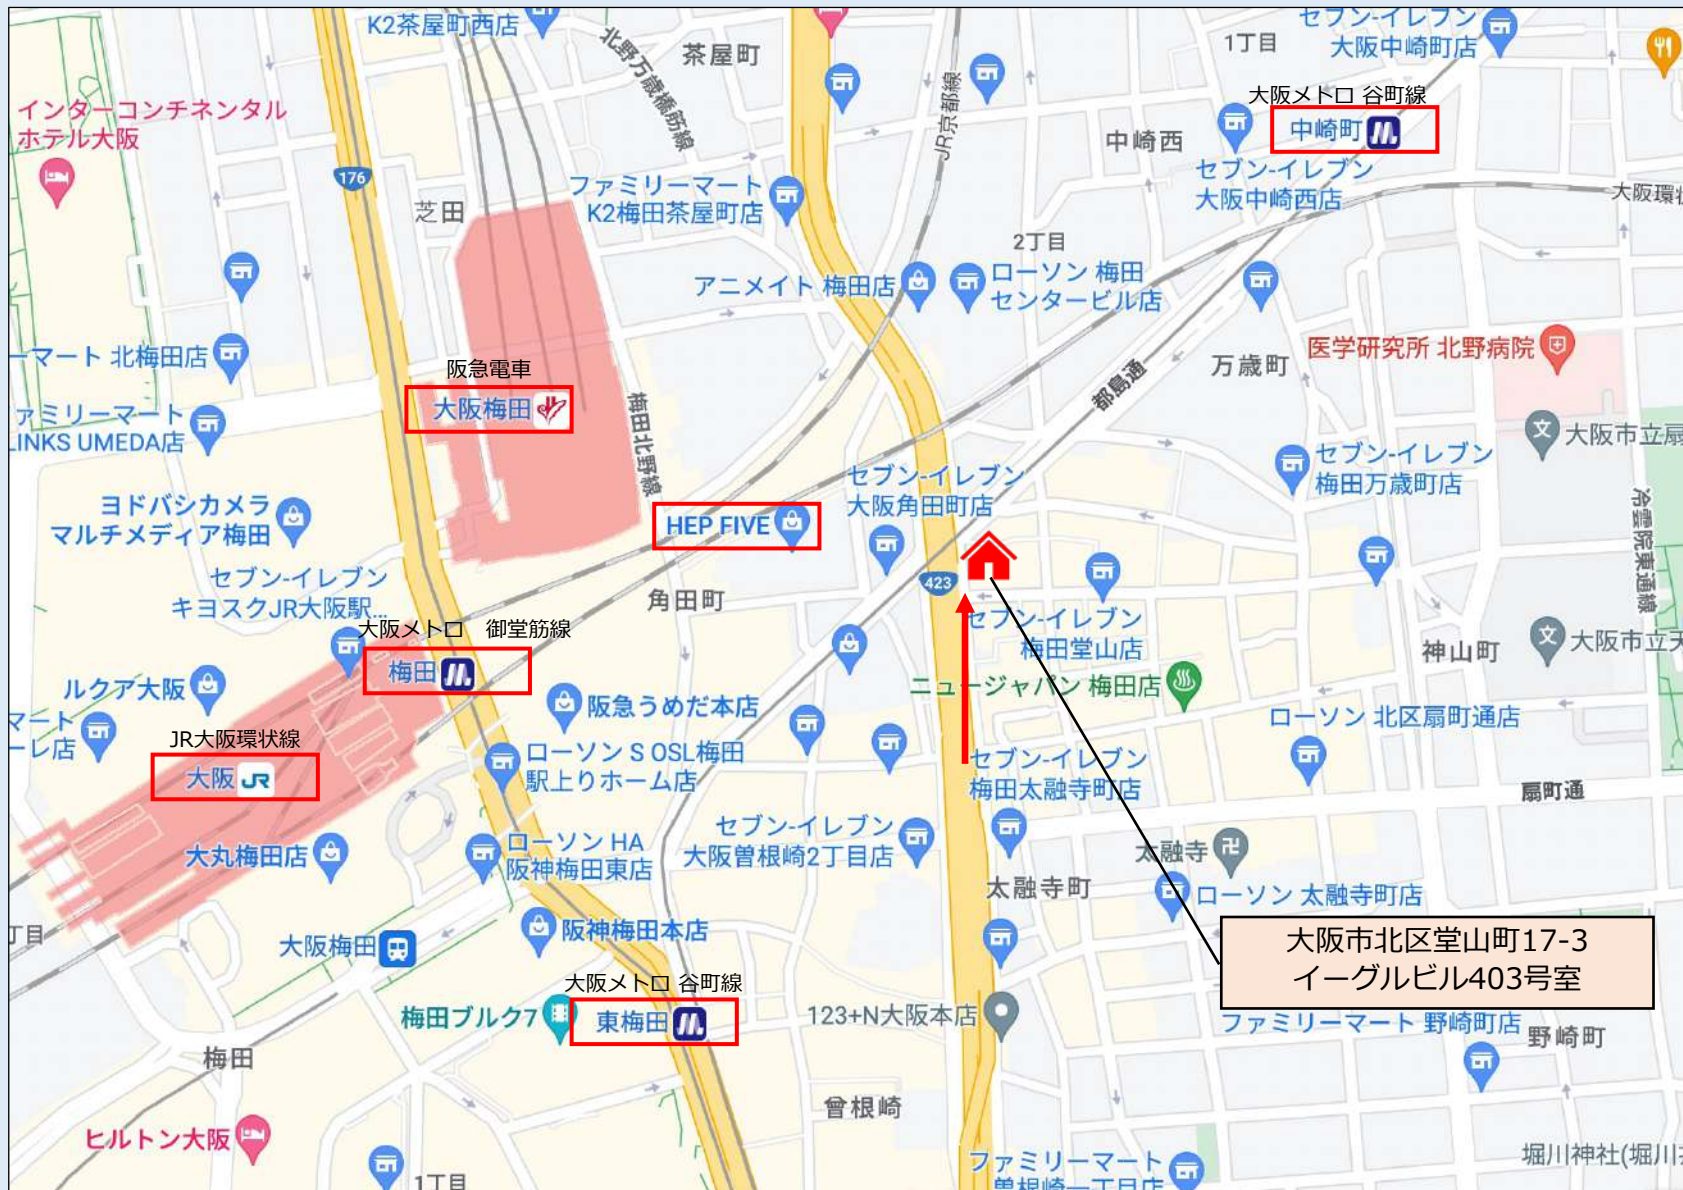 K2茶屋町西店
北野万歳橋筋線
茶屋町
JR京都線
1丁目
セブン-イレブン
大阪中崎町店
インターコンチネンタル
ホテル大阪
大阪メトロ 谷町線
中崎町
中崎西
セブン-イレブン
大阪中崎西店
大阪環状
176
芝田
ファミリーマート
K2梅田茶屋町店
2丁目
アニメイト 梅田店
ローソン 梅田
センタービル店
ーマート 北梅田店
阪急電車
大阪梅田
都島通
万歳町
医学研究所 北野病院
ァミリーマート
LINKS UMEDA店
梅田北野線
大阪市立扇
セブン-イレブン
梅田万歳町店
セブン-イレブン
大阪角田町店
ヨドバシカメラ
マルチメディア梅田
HEP FIVE
冷雲院東通線
セブン-イレブン
キヨスクJR大阪駅...
角田町
423
セブン-イレブン
梅田堂山店
大阪メトロ 御堂筋線
梅田
神山町
大阪市立天
ルクア大阪
ニュージャパン 梅田店
阪急うめだ本店
ローソン 北区扇町通店
マート
ーレ店
JR大阪環状線
大阪 JR
ローソン S OSL梅田
駅上りホーム店
セブン-イレブン
梅田太融寺町店
扇町通
大丸梅田店
ローソン HA
阪神梅田東店
セブン-イレブン
大阪曽根崎2丁目店
太融寺
太融寺町
ローソン 太融寺町店
丁目
大阪梅田
阪神梅田本店
大阪市北区堂山町17-3
イーグルビル403号室
大阪メトロ 谷町線
東梅田
梅田ブルク7
123+N大阪本店
ファミリーマート 野崎町店
野崎町
梅田
曾根崎
ヒルトン大阪
1丁目
ファミリーマート
曽根崎一丁目店
堀川神社(堀川